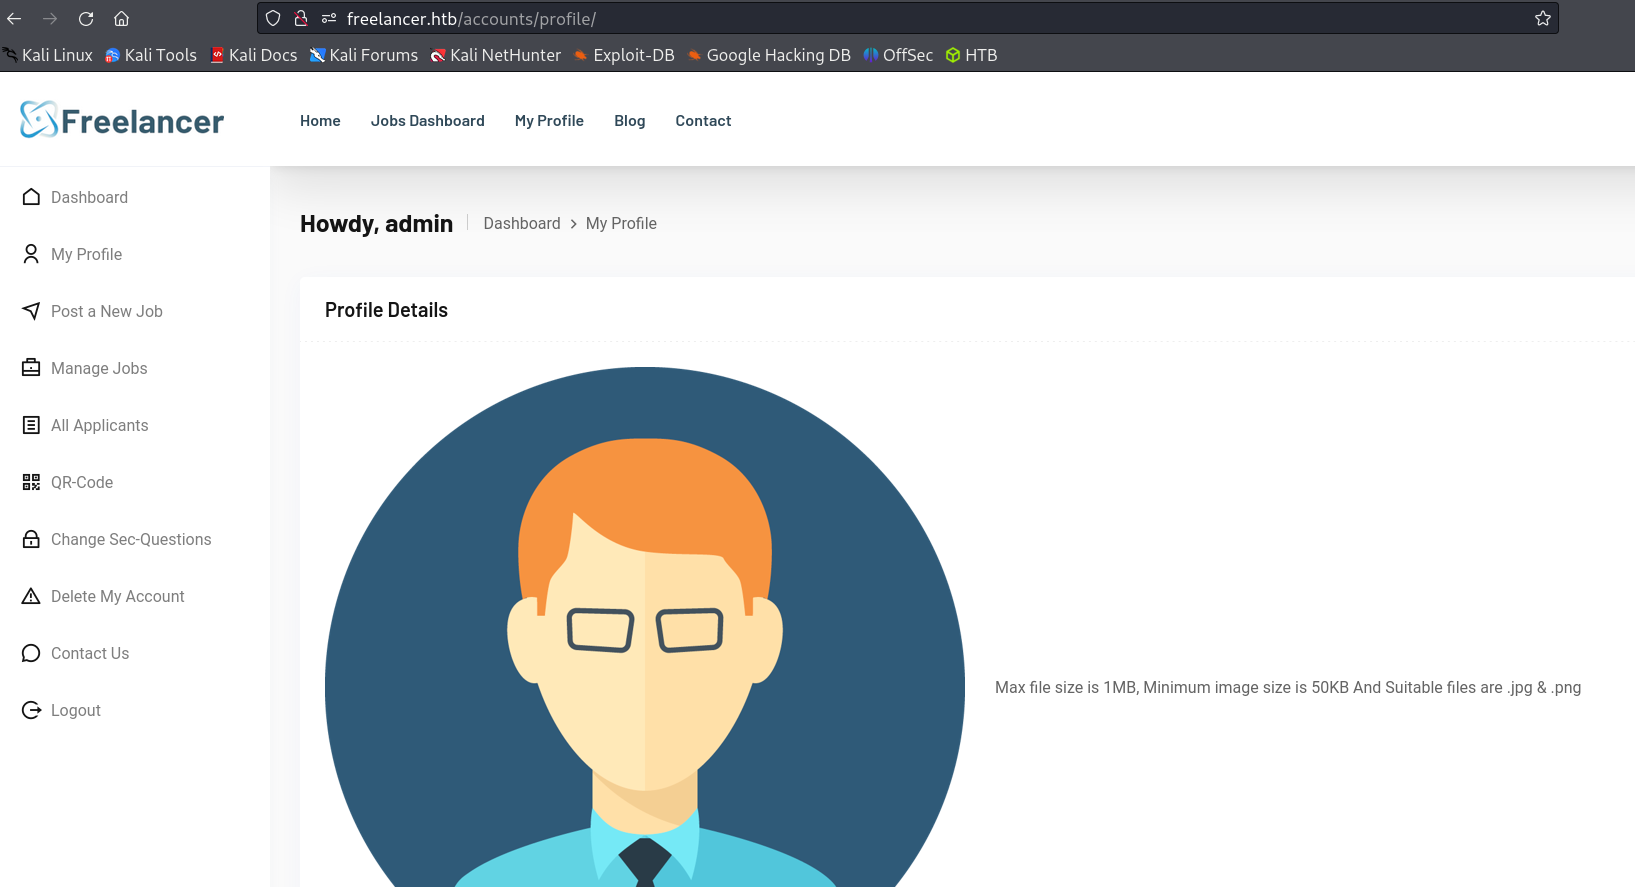 freelancer.htb/accounts/profile/
Kali Linux Kali Tools Kali Docs Kali Forums Kali NetHunter Exploit-DB Google Hacking DB OffSec HTB
Freelancer Home Jobs Dashboard My Profile Blog Contact
Dashboard
My Profile
Post a New Job
Manage Jobs
All Applicants
QR-Code
Change Sec-Questions
Delete My Account
Contact Us
Logout
Howdy, admin Dashboard > My Profile
Profile Details
Max file size is 1MB, Minimum image size is 50KB And Suitable files are .jpg & .png